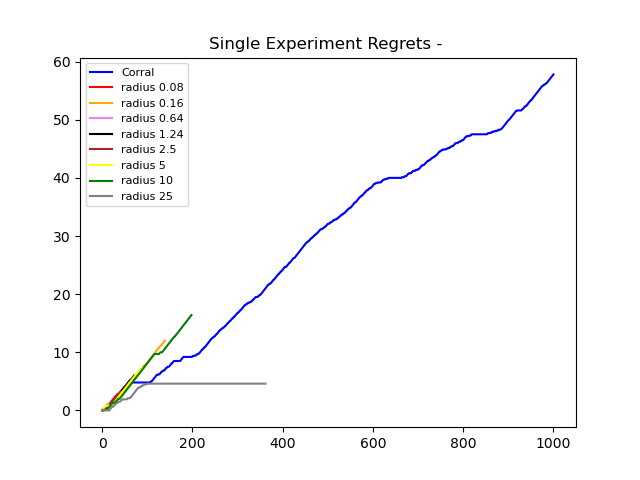 Single Experiment Regrets -
60
50
40
30
20
10
0
Corral
radius 0.08
radius 0.16
radius 0.64
radius 1.24
radius 2.5
radius 5
radius 10
radius 25
0 200 400 600 800 1000